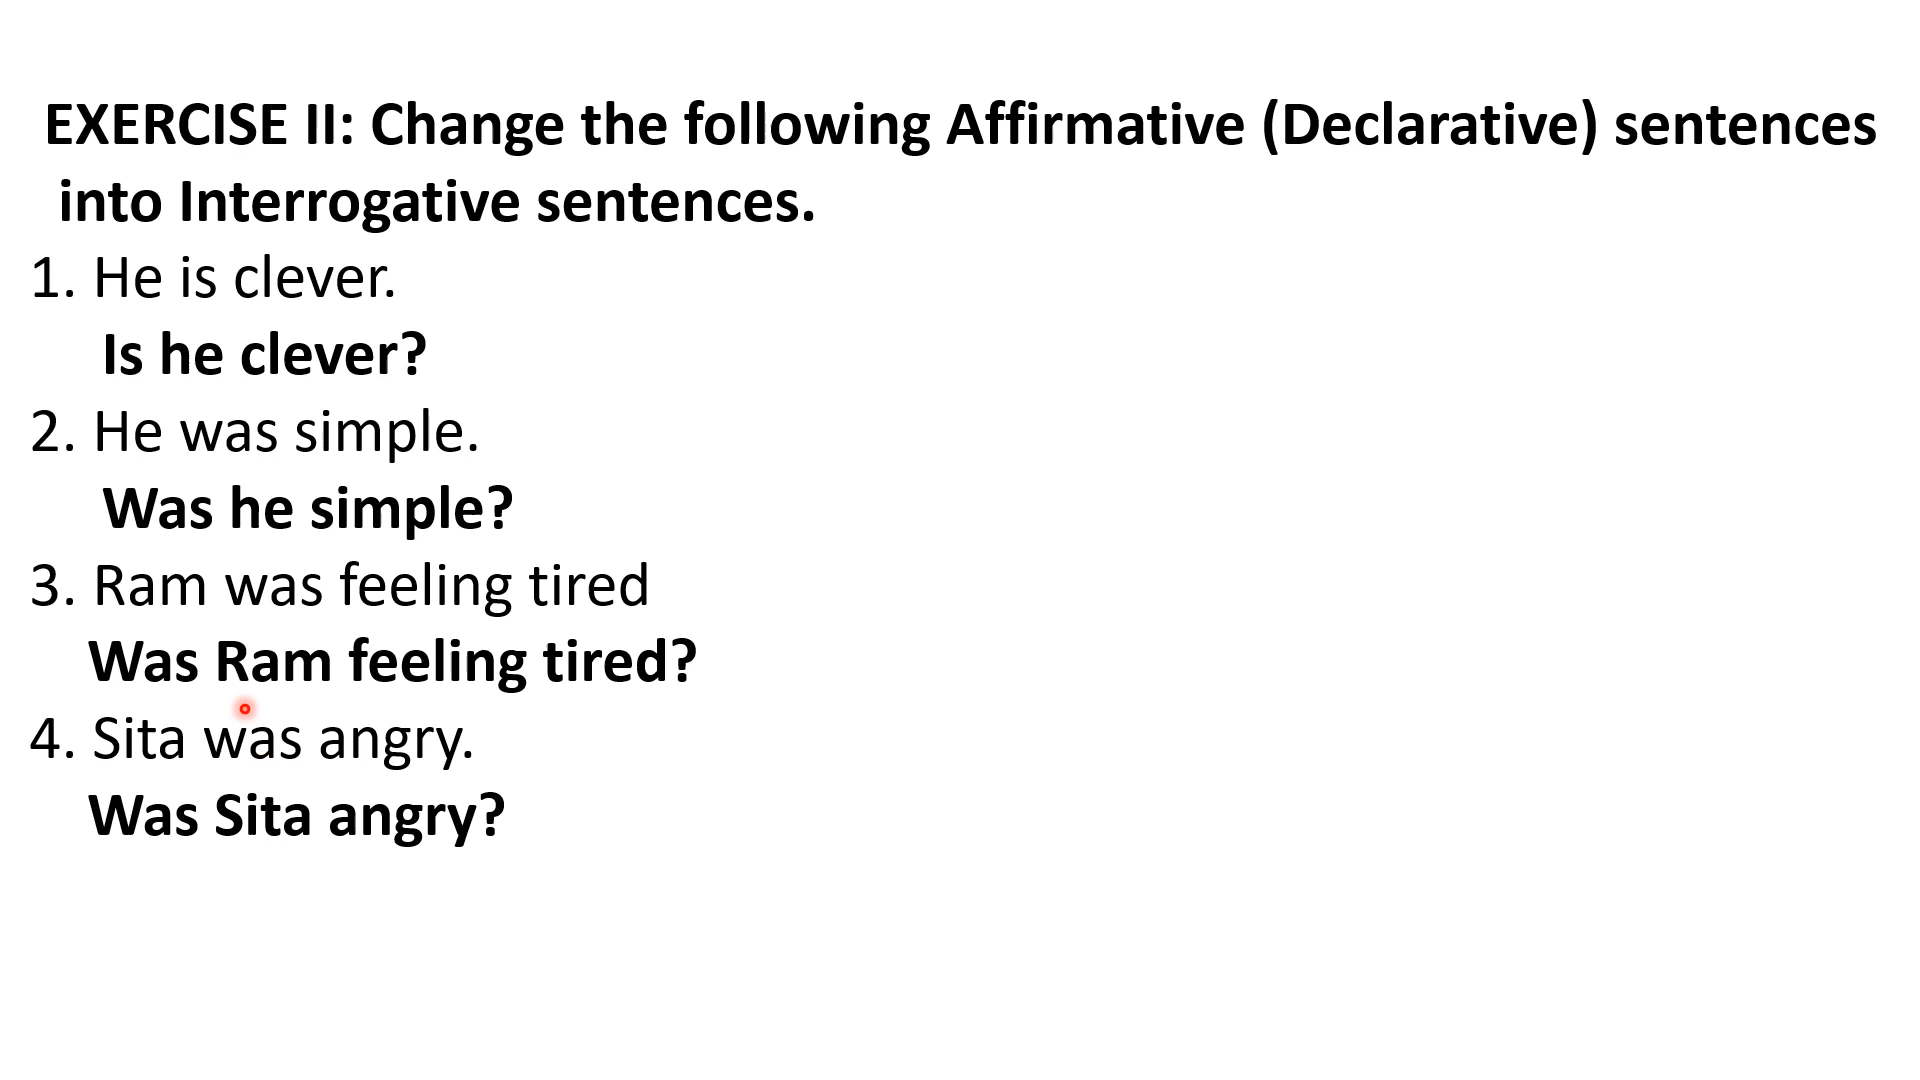 EXERCISE II: Change the following Affirmative (Declarative) sentences
into Interrogative sentences.
1. He is clever.
Is he clever?
2. He was simple.
Was he simple?
3. Ram was feeling tired
Was Ram feeling tired?
4. Sita was angry.
Was Sita angry?